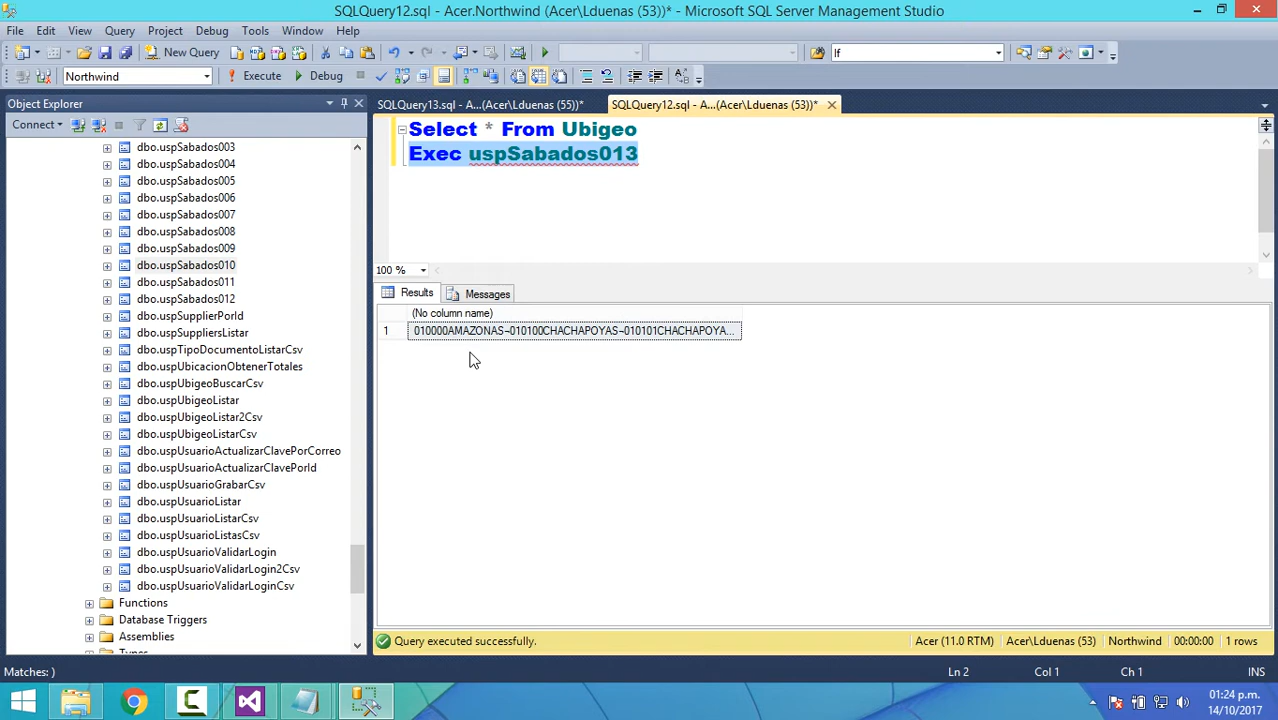 SQLQuery12.sql - Acer.Northwind (Acer\Lduenas (53))* - Microsoft SQL Server Management Studio
File Edit View Query Project Debug Tools Window Help
New Query If
Northwind Execute Debug
Object Explorer
SQLQuery13.sql - A...(Acer\Lduenas (55))* SQLQuery12.sql - A...(Acer\Lduenas (53))*
Connect
dbo.uspSabados003
dbo.uspSabados004
dbo.uspSabados005
dbo.uspSabados006
dbo.uspSabados007
dbo.uspSabados008
dbo.uspSabados009
dbo.uspSabados010
dbo.uspSabados011
dbo.uspSabados012
dbo.uspSupplierPorId
dbo.uspSuppliersList
dbo.uspTipoDocumentoListarCsv
dbo.uspUbicacionObtenerTotales
dbo.uspUbigeoBuscarCsv
dbo.uspUbigeoListar
dbo.uspUbigeoListar2Csv
dbo.uspUbigeoListarCsv
dbo.uspUsuarioActualizarClavePorCorreo
dbo.uspUsuarioActualizarClavePorId
dbo.uspUsuarioGrabarCsv
dbo.uspUsuarioListar
dbo.uspUsuarioListarCsv
dbo.uspUsuarioListasCsv
dbo.uspUsuarioValidarLogin
dbo.uspUsuarioValidarLogin2Csv
dbo.uspUsuarioValidarLoginCsv
Functions
Database Triggers
Assemblies
Types
Select * From Ubigeo
Exec uspSabados013
100 %
Results Messages
(No column name)
1 010000AMAZONAS¬010100CHACHAPOYAS¬010101CHACHAPOYA...
Query executed successfully. Acer (11.0 RTM) Acer\Lduenas (53) Northwind 00:00:00 1 rows
Matches: ) Ln 2 Col 1 Ch 1 INS
01:24 p.m.
14/10/2017